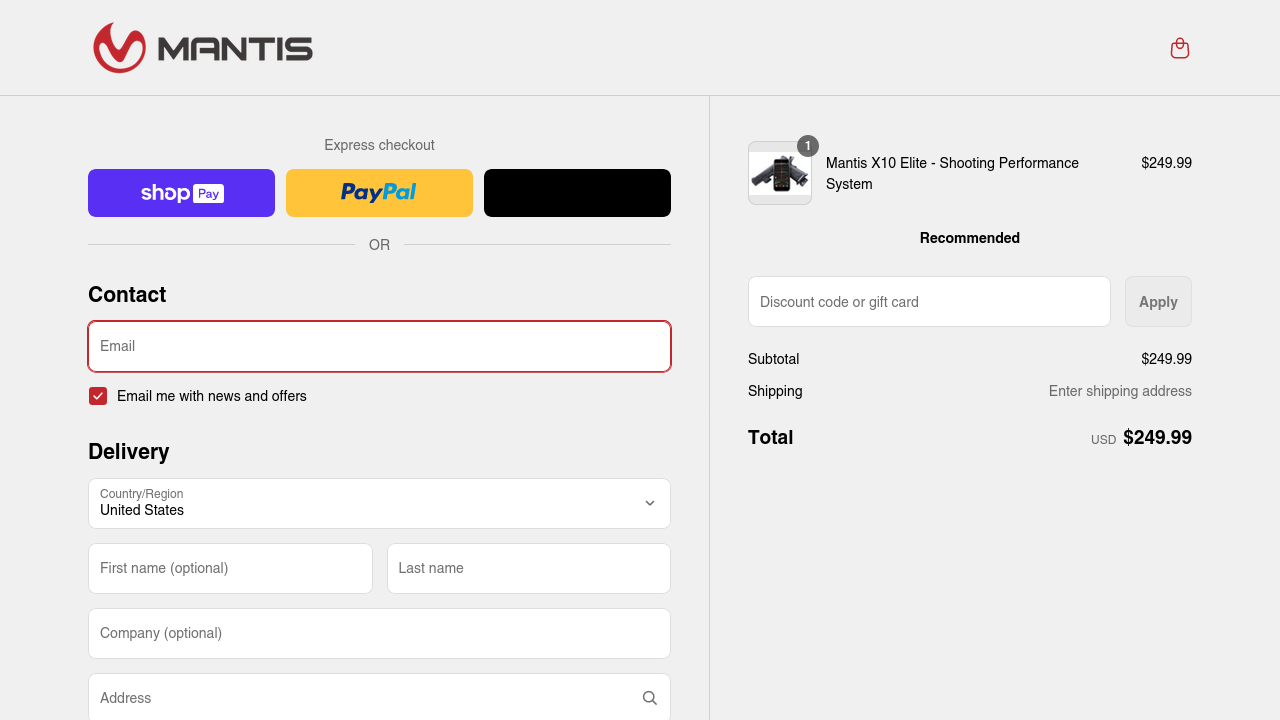 MANTIS
Express checkout
shop Pay
PayPal
OR
Contact
Email
Email me with news and offers
Delivery
Country/Region
United States
First name (optional)
Last name
Company (optional)
Address
1
Mantis X10 Elite - Shooting Performance System
$249.99
Recommended
Discount code or gift card
Apply
Subtotal
$249.99
Shipping
Enter shipping address
Total
USD $249.99